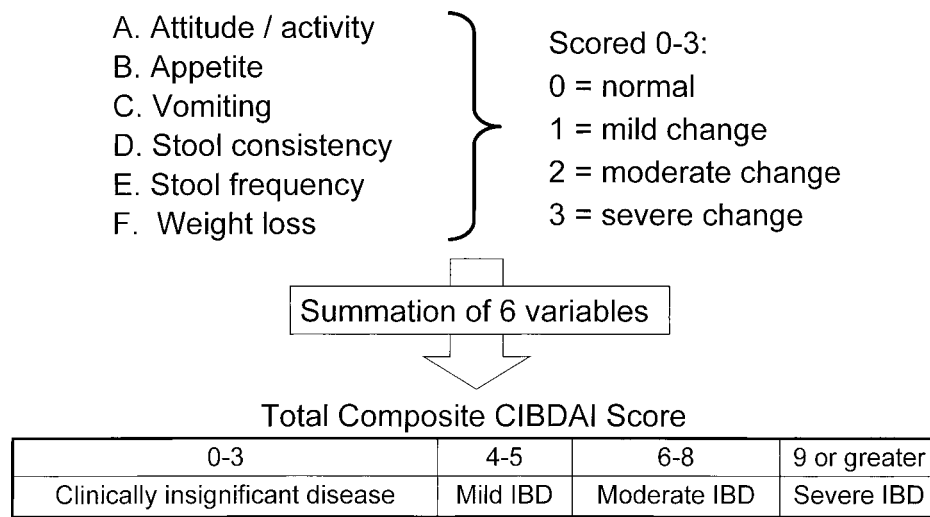 A. Attitude / activity
B. Appetite
C. Vomiting
D. Stool consistency
E. Stool frequency
F. Weight loss
Scored 0-3:
0 = normal
1 = mild change
2 = moderate change
3 = severe change
Summation of 6 variables
Total Composite CIBDAI Score
0-3 4-5 6-8 9 or greater
Clinically insignificant disease Mild IBD Moderate IBD Severe IBD